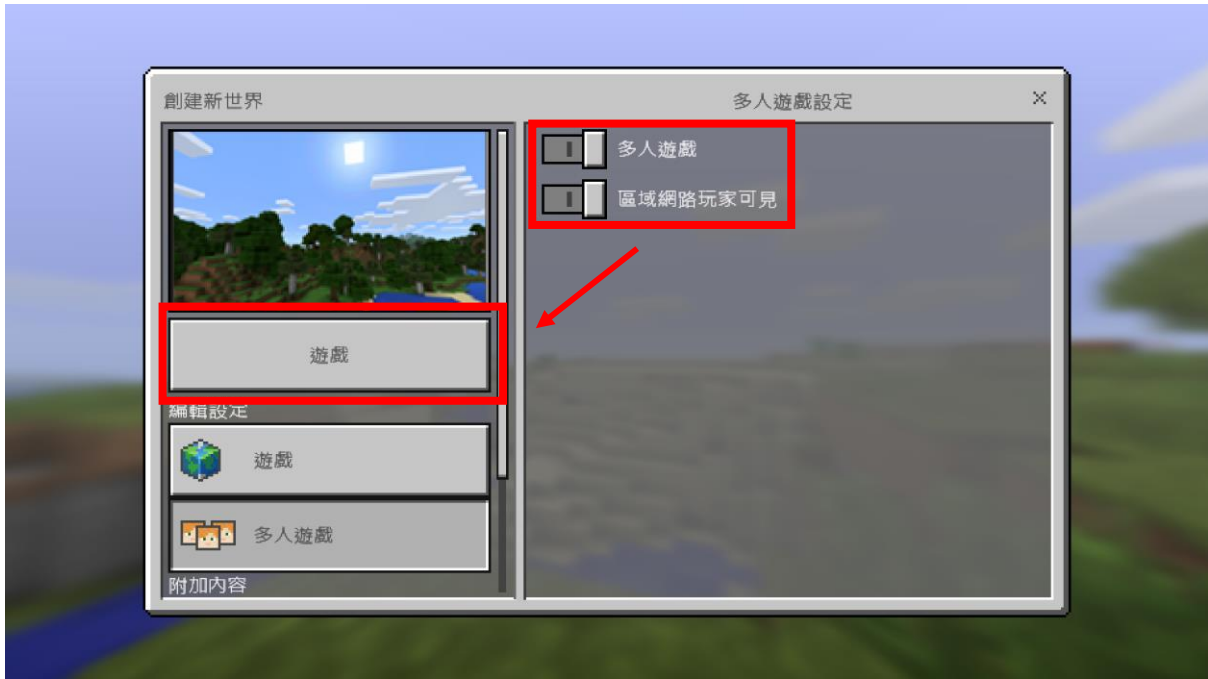 創建新世界
多人遊戲設定
多人遊戲
區域網路玩家可見
遊戲
編輯設定
遊戲
多人遊戲
附加內容